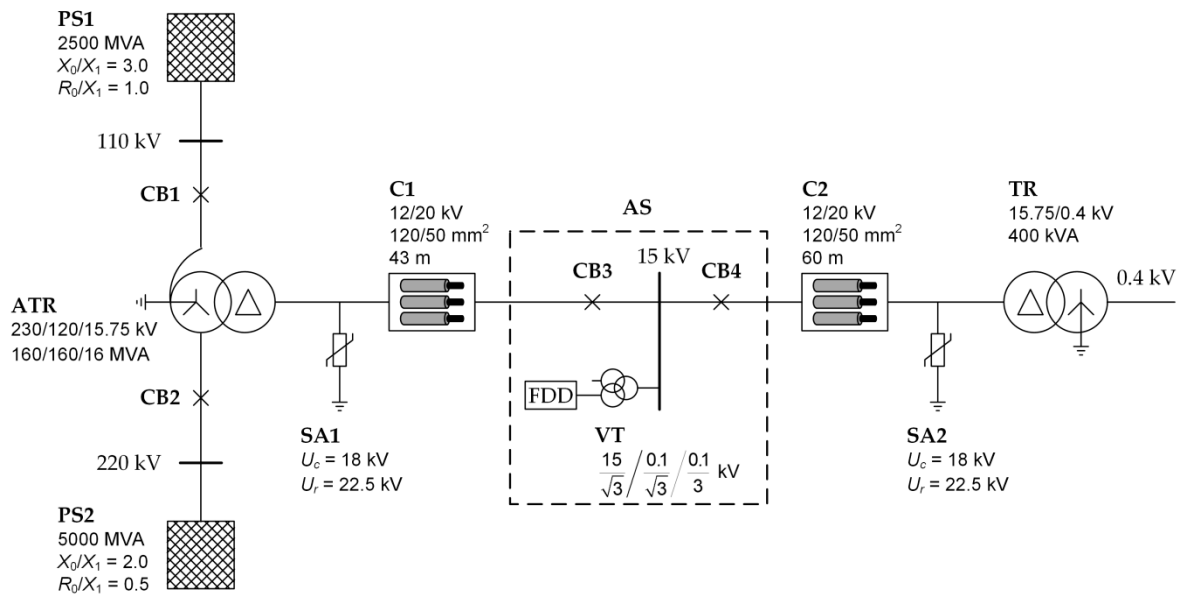 PS1
2500 MVA
X₀/X₁ = 3.0
R₀/X₁ = 1.0
110 kV
CB1
ATR
230/120/15.75 kV
160/160/16 MVA
CB2
220 kV
PS2
5000 MVA
X₀/X₁ = 2.0
R₀/X₁ = 0.5
SA1
U_c = 18 kV
U_r = 22.5 kV
C1
12/20 kV
120/50 mm²
43 m
AS
15 kV
CB3
CB4
FDD
VT
15/√3 / 0.1/√3 / 0.1/3 kV
C2
12/20 kV
120/50 mm²
60 m
SA2
U_c = 18 kV
U_r = 22.5 kV
TR
15.75/0.4 kV
400 kVA
0.4 kV